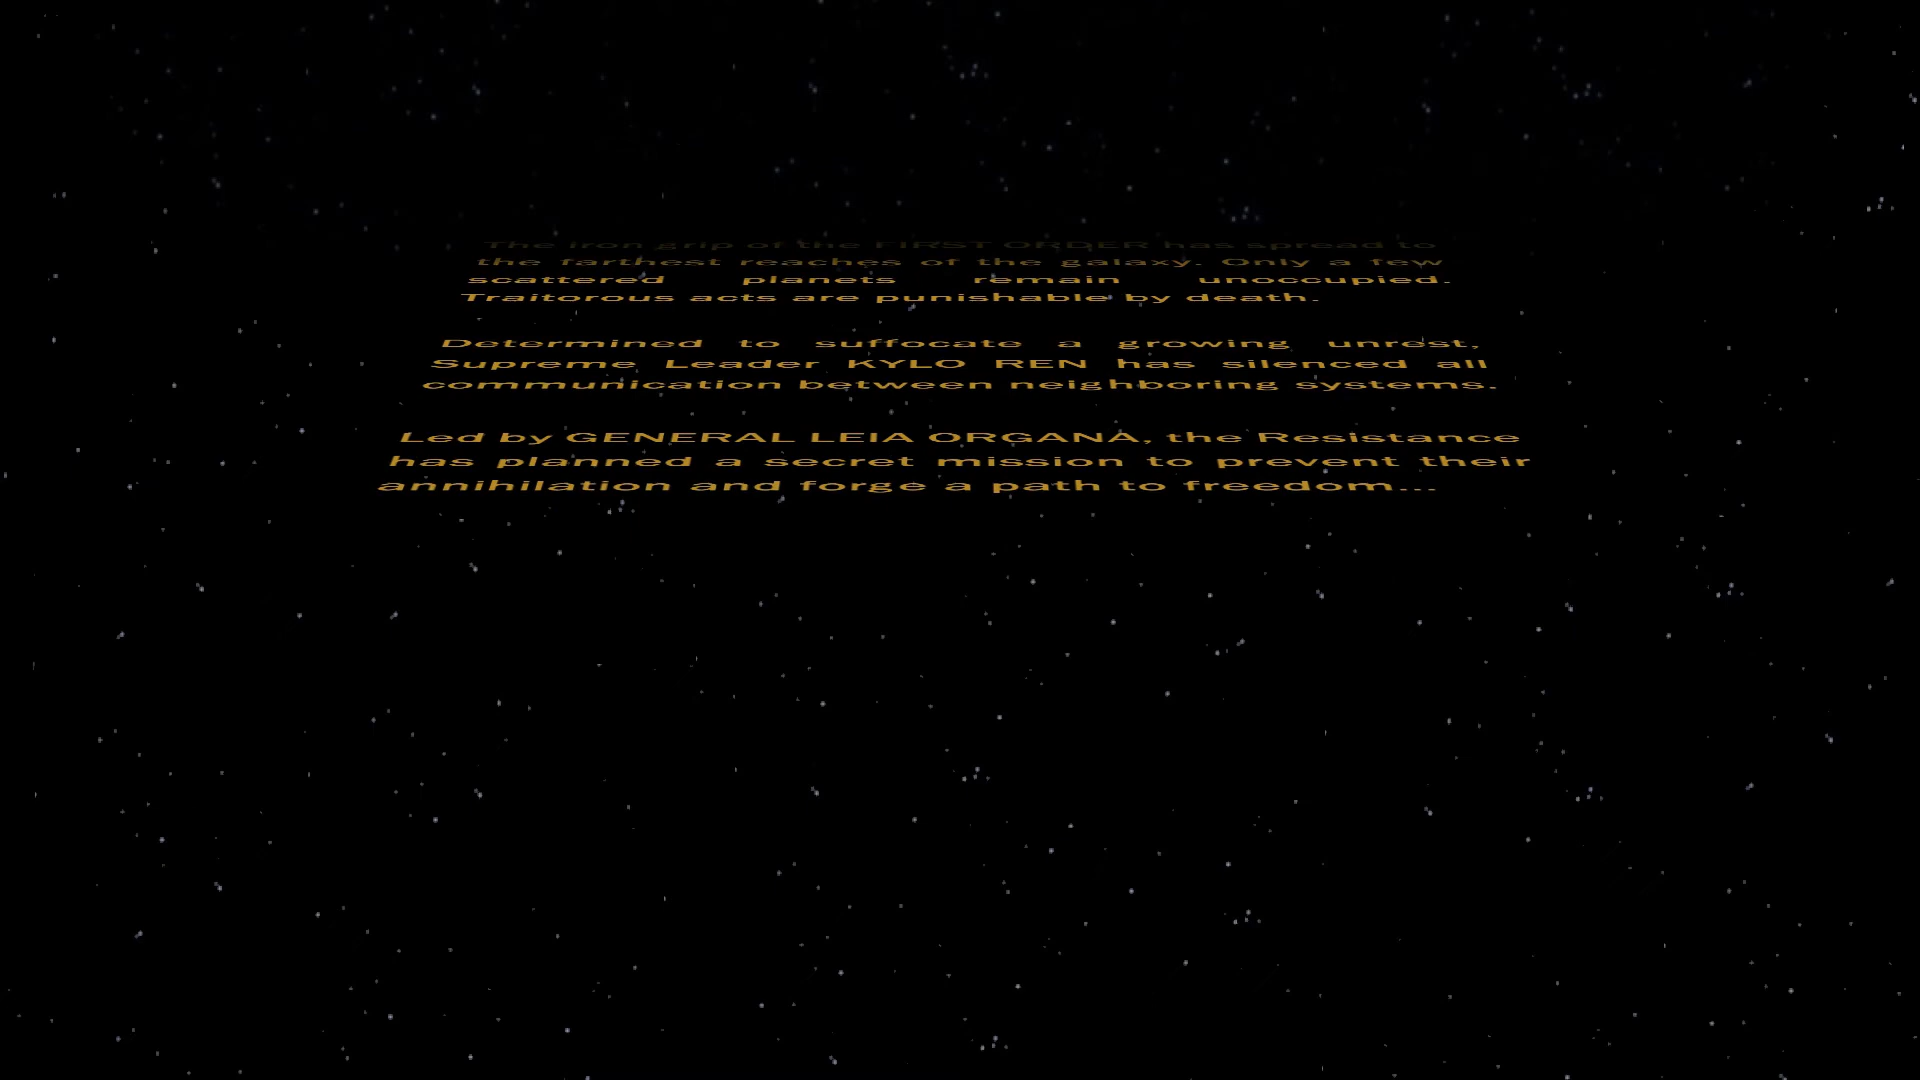 The iron grip of the FIRST ORDER has spread to
the farthest reaches of the galaxy. Only a few
scattered planets remain unoccupied.
Traitorous acts are punishable by death.
Determined to suffocate a growing unrest,
Supreme Leader KYLO REN has silenced all
communication between neighboring systems.
Led by GENERAL LEIA ORGANA, the Resistance
has planned a secret mission to prevent their
annihilation and forge a path to freedom...